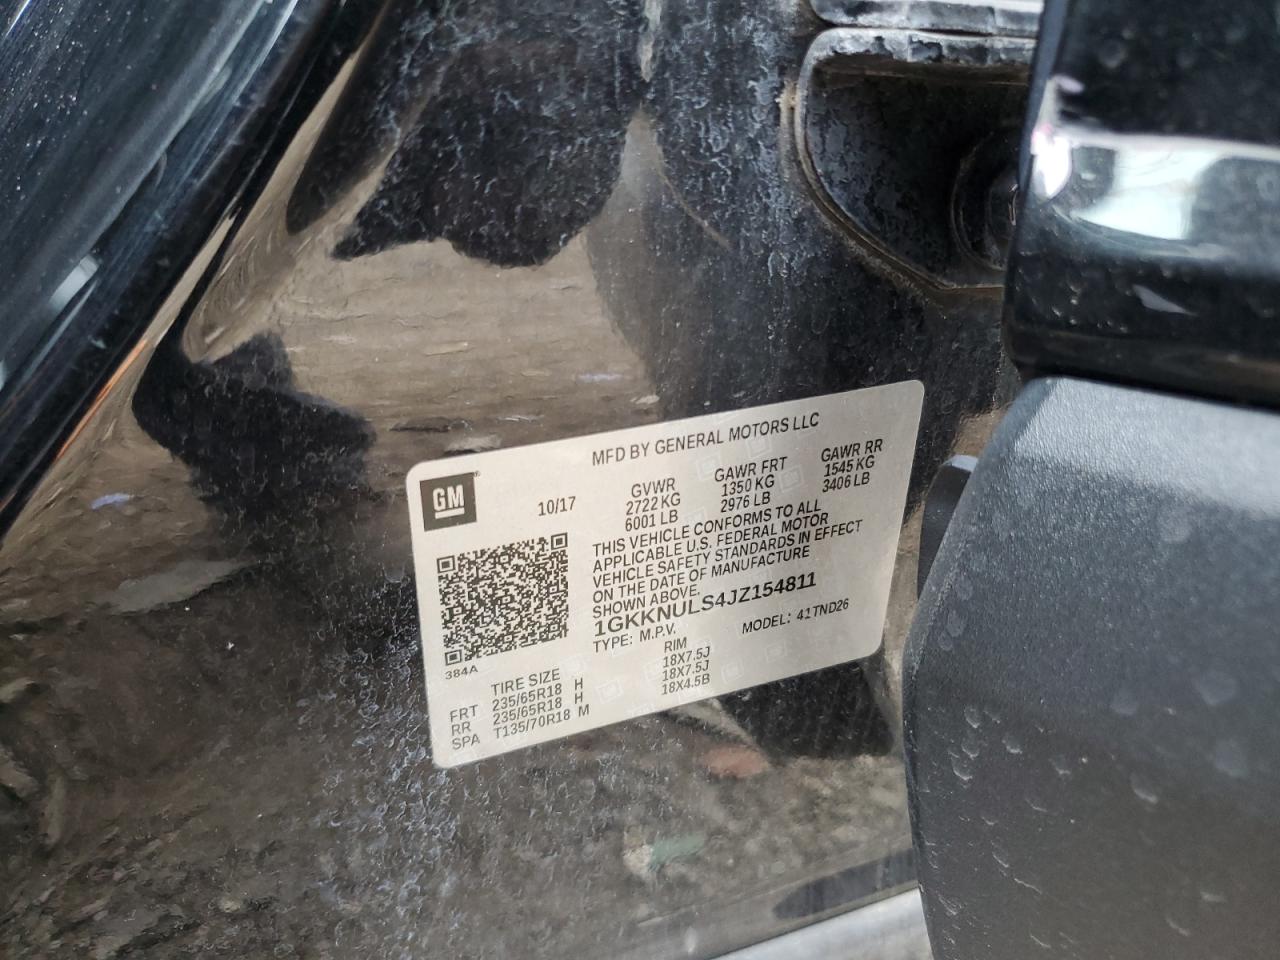 MFD BY GENERAL MOTORS LLC
GM
10/17
GVWR GAWR FRT GAWR RR
2722 KG 1350 KG 1545 KG
6001 LB 2976 LB 3406 LB
THIS VEHICLE CONFORMS TO ALL
APPLICABLE U.S. FEDERAL MOTOR
VEHICLE SAFETY STANDARDS IN EFFECT
ON THE DATE OF MANUFACTURE
SHOWN ABOVE.
1GKKNULS4JZ154811
TYPE: M.P.V. MODEL: 41TND26
384A
TIRE SIZE RIM
FRT 235/65R18 H 18X7.5J
RR 235/65R18 H 18X7.5J
SPA T135/70R18 M 18X4.5B